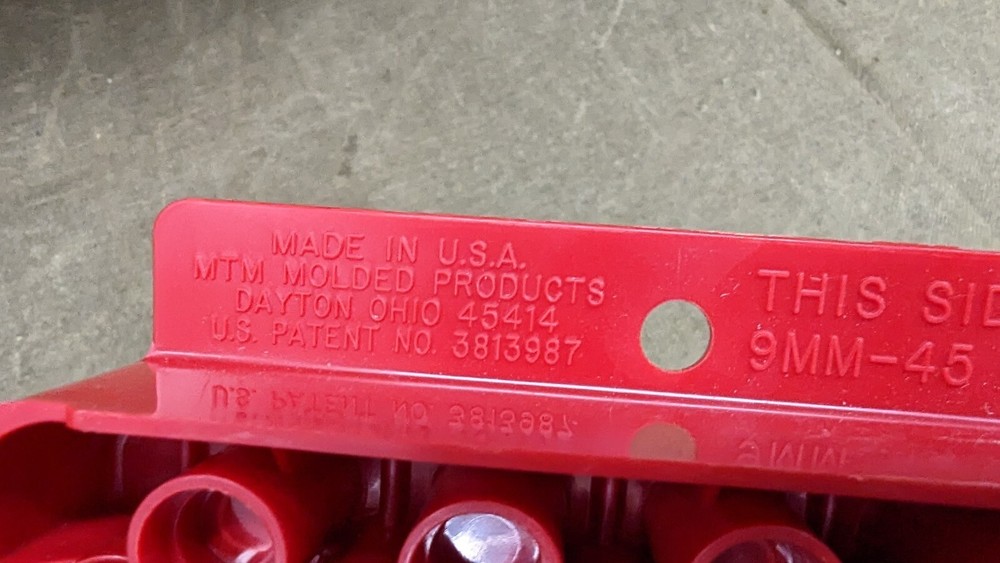 MADE IN U.S.A.
MTM MOLDED PRODUCTS
DAYTON OHIO 45414
U.S. PATENT NO. 3813987
THIS SID
9MM-45